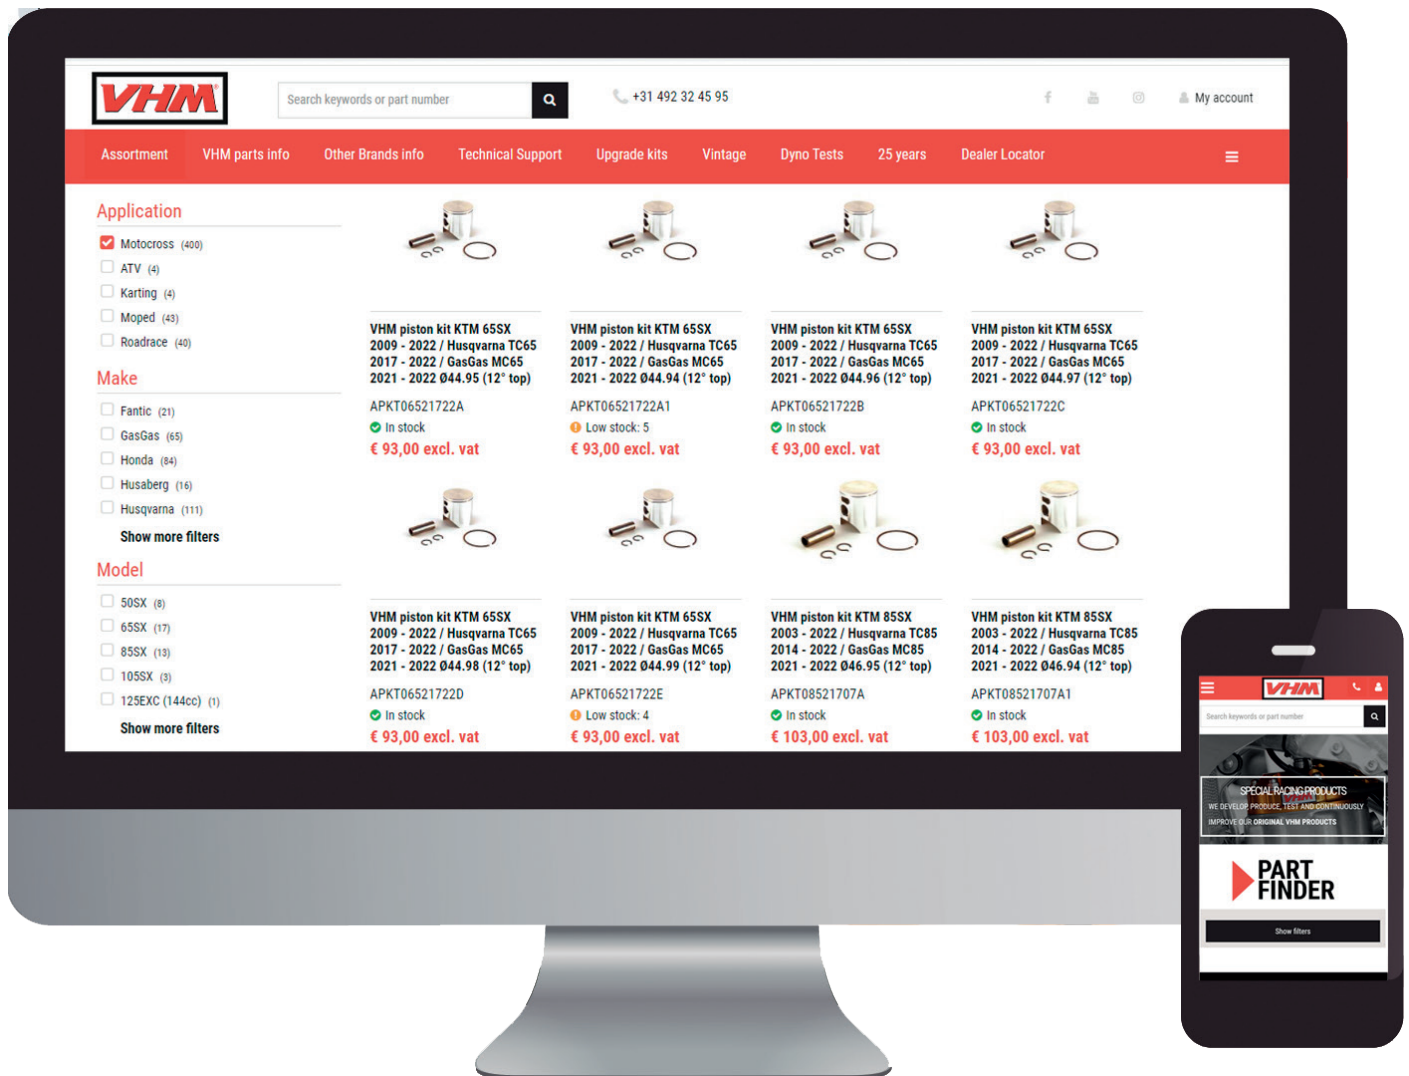 VHM
Search keywords or part number
+31 492 32 45 95
My account
Assortment VHM parts info Other Brands info Technical Support Upgrade kits Vintage Dyno Tests 25 years Dealer Locator
Application
Motocross (400)
ATV (4)
Karting (4)
Moped (43)
Roadrace (40)
Make
Fantic (21)
GasGas (65)
Honda (84)
Husaberg (16)
Husqvarna (111)
Show more filters
Model
50SX (8)
65SX (17)
85SX (13)
105SX (3)
125EXC (144cc) (1)
Show more filters
VHM piston kit KTM 65SX
2009 - 2022 / Husqvarna TC65
2017 - 2022 / GasGas MC65
2021 - 2022 Ø44.95 (12° top)
APKT06521722A
In stock
€ 93,00 excl. vat
VHM piston kit KTM 65SX
2009 - 2022 / Husqvarna TC65
2017 - 2022 / GasGas MC65
2021 - 2022 Ø44.94 (12° top)
APKT06521722A1
Low stock: 5
€ 93,00 excl. vat
VHM piston kit KTM 65SX
2009 - 2022 / Husqvarna TC65
2017 - 2022 / GasGas MC65
2021 - 2022 Ø44.96 (12° top)
APKT06521722B
In stock
€ 93,00 excl. vat
VHM piston kit KTM 65SX
2009 - 2022 / Husqvarna TC65
2017 - 2022 / GasGas MC65
2021 - 2022 Ø44.97 (12° top)
APKT06521722C
In stock
€ 93,00 excl. vat
VHM piston kit KTM 65SX
2009 - 2022 / Husqvarna TC65
2017 - 2022 / GasGas MC65
2021 - 2022 Ø44.98 (12° top)
APKT06521722D
In stock
€ 93,00 excl. vat
VHM piston kit KTM 65SX
2009 - 2022 / Husqvarna TC65
2017 - 2022 / GasGas MC65
2021 - 2022 Ø44.99 (12° top)
APKT06521722E
Low stock: 4
€ 93,00 excl. vat
VHM piston kit KTM 85SX
2003 - 2022 / Husqvarna TC85
2014 - 2022 / GasGas MC85
2021 - 2022 Ø46.95 (12° top)
APKT08521707A
In stock
€ 103,00 excl. vat
VHM piston kit KTM 85SX
2003 - 2022 / Husqvarna TC85
2014 - 2022 / GasGas MC85
2021 - 2022 Ø46.94 (12° top)
APKT08521707A1
In stock
€ 103,00 excl. vat
VHM
Search keywords or part number
SPECIAL RACING PRODUCTS
WE DEVELOP, PRODUCE, TEST AND CONTINUOUSLY
IMPROVE OUR ORIGINAL VHM PRODUCTS
PART
FINDER
Show filters